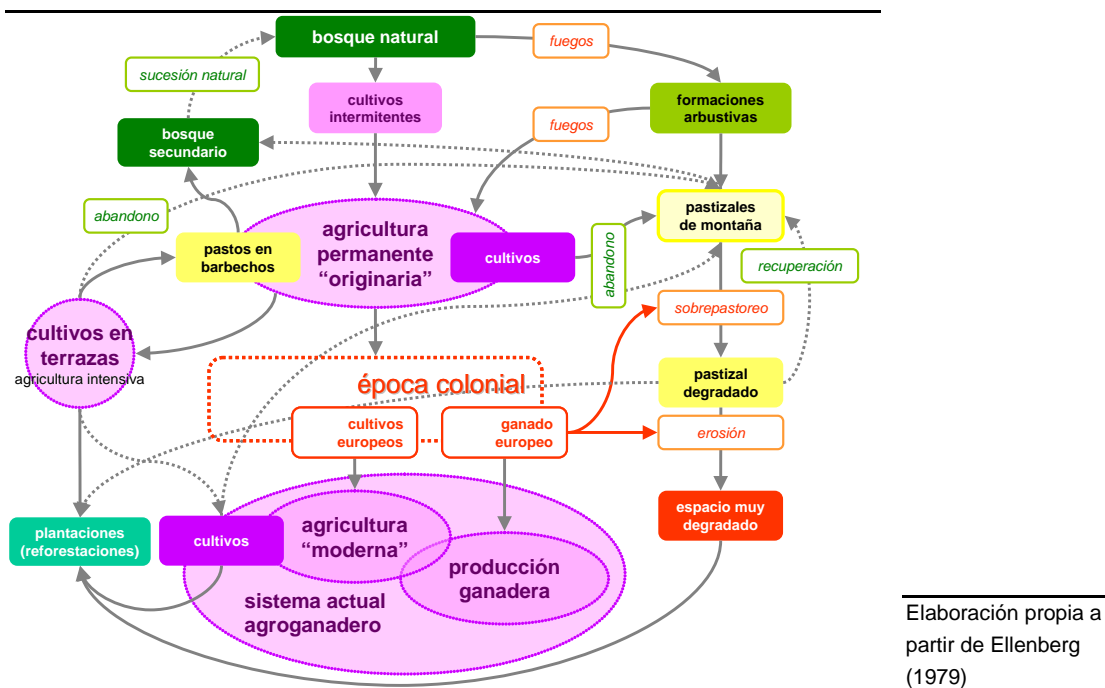 bosque natural
fuegos
sucesión natural
cultivos
intermitentes
formaciones
arbustivas
bosque
secundario
fuegos
abandono
pastizales
de montaña
agricultura
permanente
“originaria”
pastos en
barbechos
cultivos
abandono
recuperación
sobrepastoreo
cultivos en
terrazas
agricultura intensiva
época colonial
pastizal
degradado
cultivos
europeos
ganado
europeo
erosión
espacio muy
degradado
plantaciones
(reforestaciones)
cultivos
agricultura
“moderna”
producción
ganadera
sistema actual
agroganadero
Elaboración propia a
partir de Ellenberg
(1979)